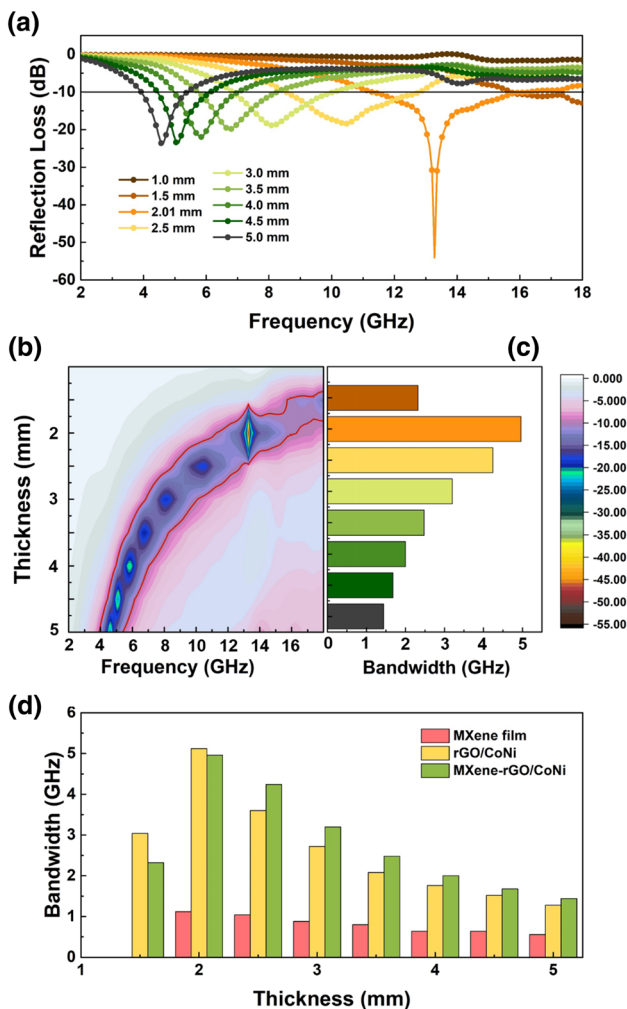 (a)
Reflection Loss (dB)
0
-10
-20
-30
-40
-50
-60
1.0 mm
1.5 mm
2.01 mm
2.5 mm
3.0 mm
3.5 mm
4.0 mm
4.5 mm
5.0 mm
2 4 6 8 10 12 14 16 18
Frequency (GHz)
(b)
Thickness (mm)
2
3
4
5
2 4 6 8 10 12 14 16
Frequency (GHz)
(c)
0 1 2 3 4 5
Bandwidth (GHz)
0.000
-5.00
-10.00
-15.00
-20.00
-25.00
-30.00
-35.00
-40.00
-45.00
-50.00
-55.00
(d)
Bandwidth (GHz)
6
5
4
3
2
1
0
MXene film
rGO/CoNi
MXene-rGO/CoNi
1 2 3 4 5
Thickness (mm)